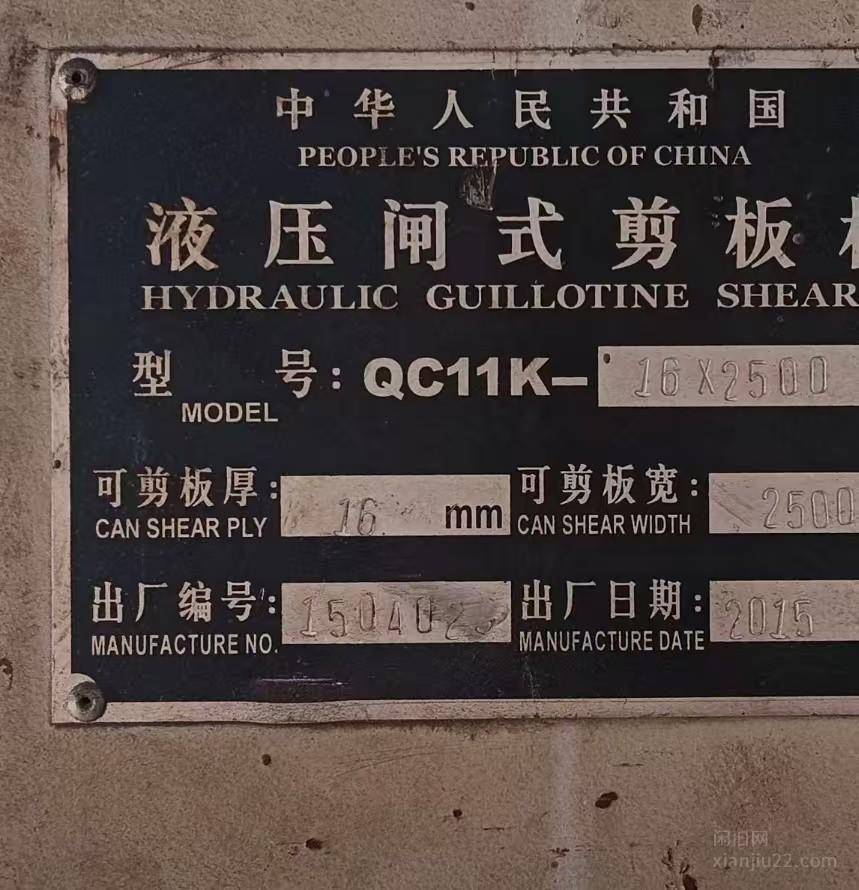 中华人民共和国
PEOPLE'S REPUBLIC OF CHINA
液压闸式剪板
HYDRAULIC GUILLOTINE SHEAR
型号: QC11K-16X2500
MODEL
可剪板厚: 16 mm 可剪板宽: 2500
CAN SHEAR PLY CAN SHEAR WIDTH
出厂编号: 出厂日期: 2015
MANUFACTURE NO. MANUFACTURE DATE
闲旧网
xianjiu22.com